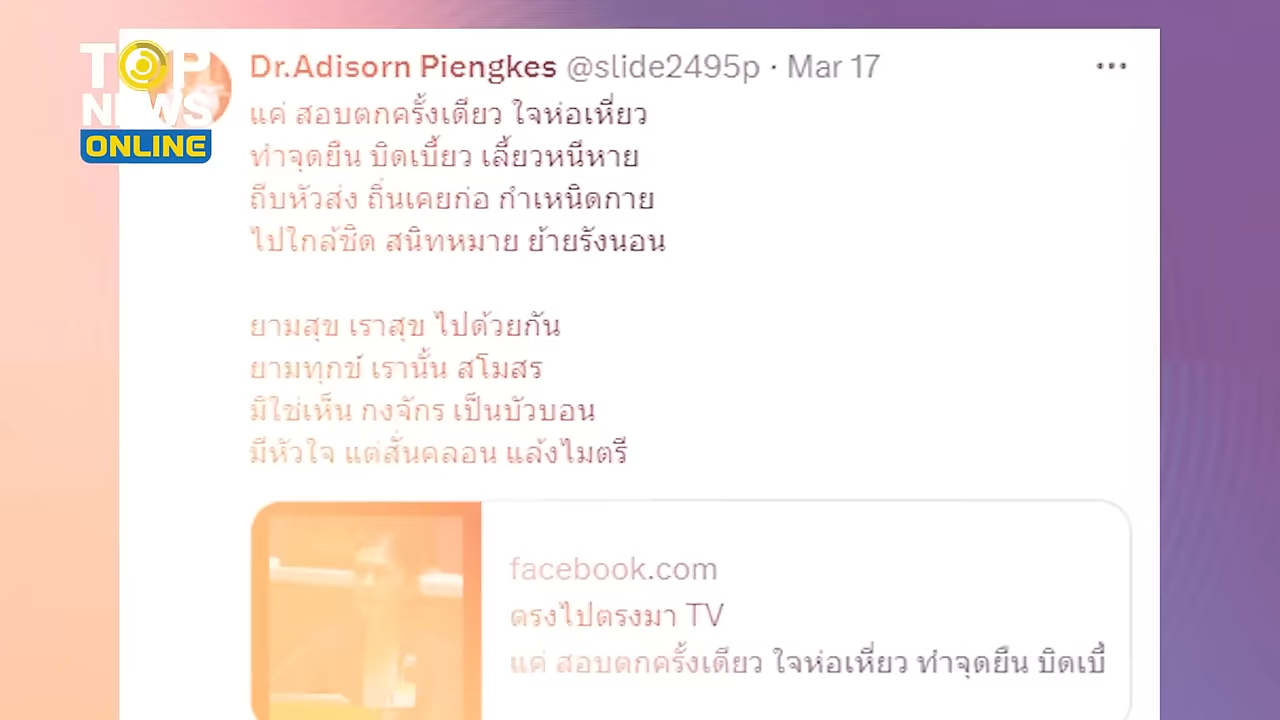 TOP
NEWS
ONLINE
Dr.Adisorn Piengkes @slide2495p · Mar 17
แค่ สอบตกครั้งเดียว ใจห่อเหี่ยว
ทำจุดยืน บิดเบี้ยว เลี้ยวหนีหาย
ถีบหัวส่ง ถิ่นเคยก่อ กำเหนิดกาย
ไปใกล้ชิด สนิทหมาย ย้ายรังนอน
ยามสุข เราสุข ไปด้วยกัน
ยามทุกข์ เรานั้น สโมสร
มิใช่เห็น กงจักร เป็นบัวบอน
มีหัวใจ แต่สั่นคลอน แล้งไมตรี
facebook.com
ตรงไปตรงมา TV
แค่ สอบตกครั้งเดียว ใจห่อเหี่ยว ทำจุดยืน บิดเบี้